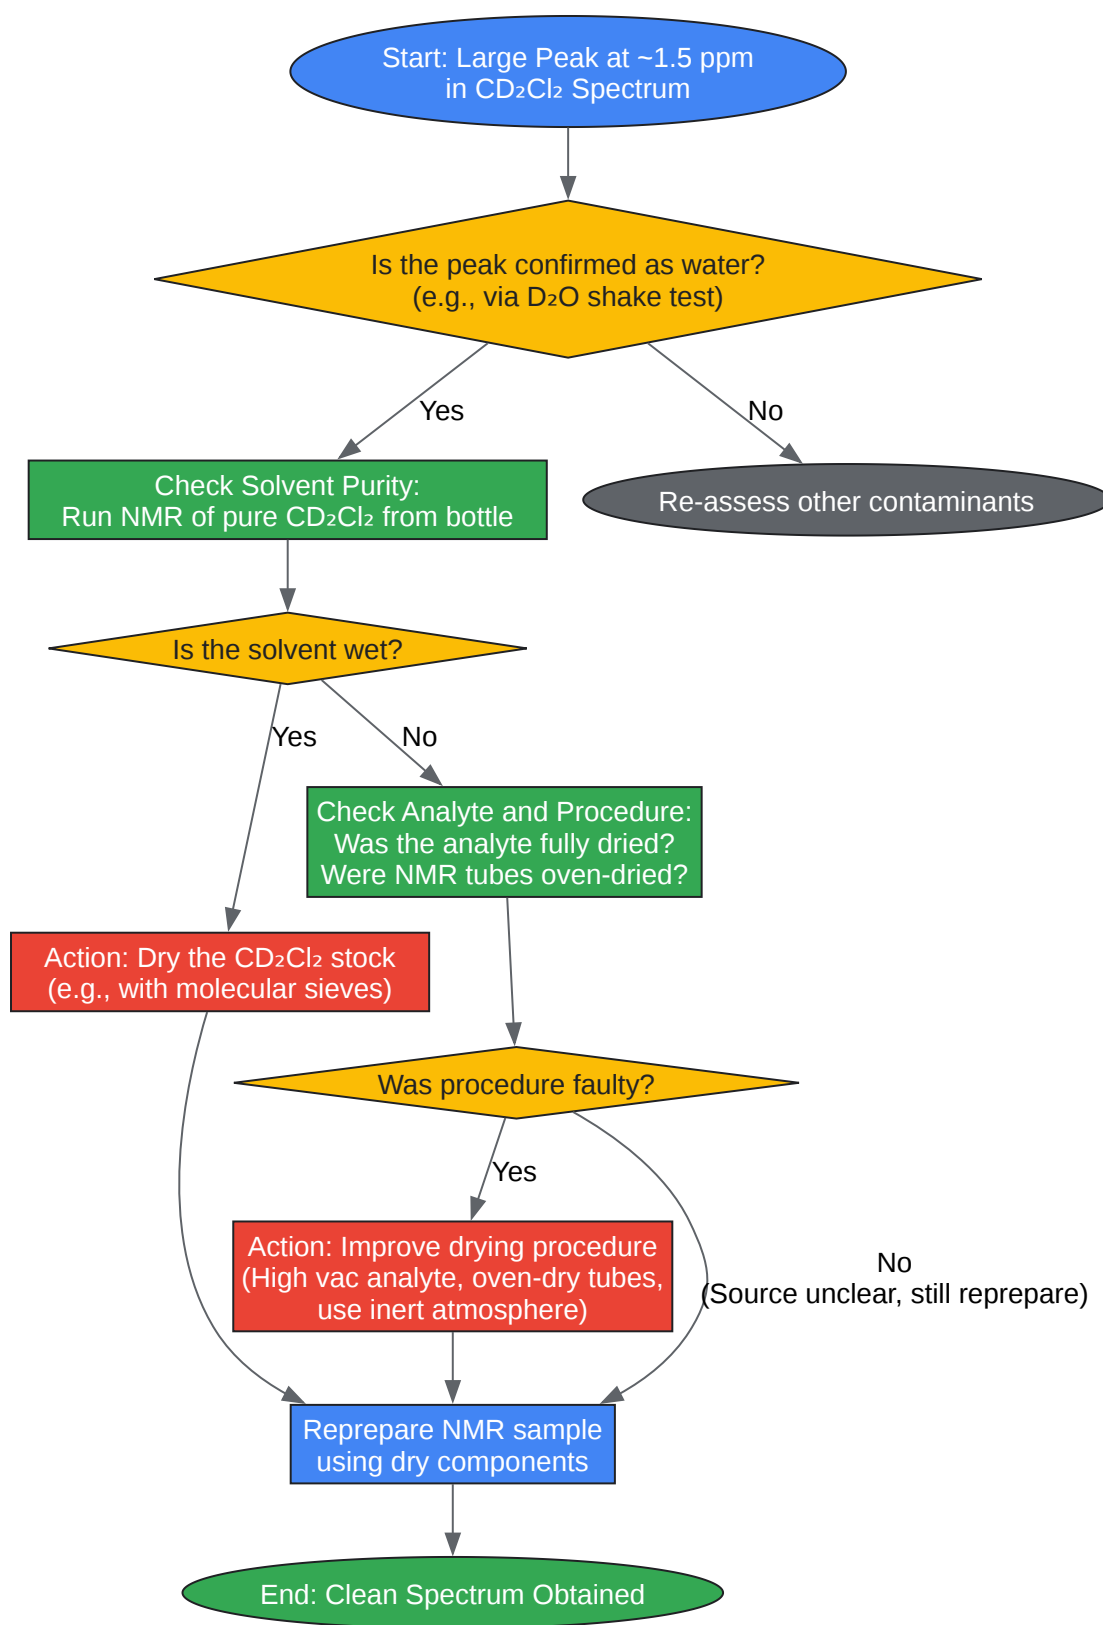 Start: Large Peak at ~1.5 ppm
in CD₂Cl₂ Spectrum
Is the peak confirmed as water?
(e.g., via D₂O shake test)
Yes
No
Check Solvent Purity:
Run NMR of pure CD₂Cl₂ from bottle
Re-assess other contaminants
Is the solvent wet?
Yes
No
Check Analyte and Procedure:
Was the analyte fully dried?
Were NMR tubes oven-dried?
Action: Dry the CD₂Cl₂ stock
(e.g., with molecular sieves)
Was procedure faulty?
Yes
Action: Improve drying procedure
(High vac analyte, oven-dry tubes,
use inert atmosphere)
No
(Source unclear, still reprepare)
Reprepare NMR sample
using dry components
End: Clean Spectrum Obtained